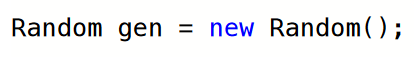 Random gen = new Random();